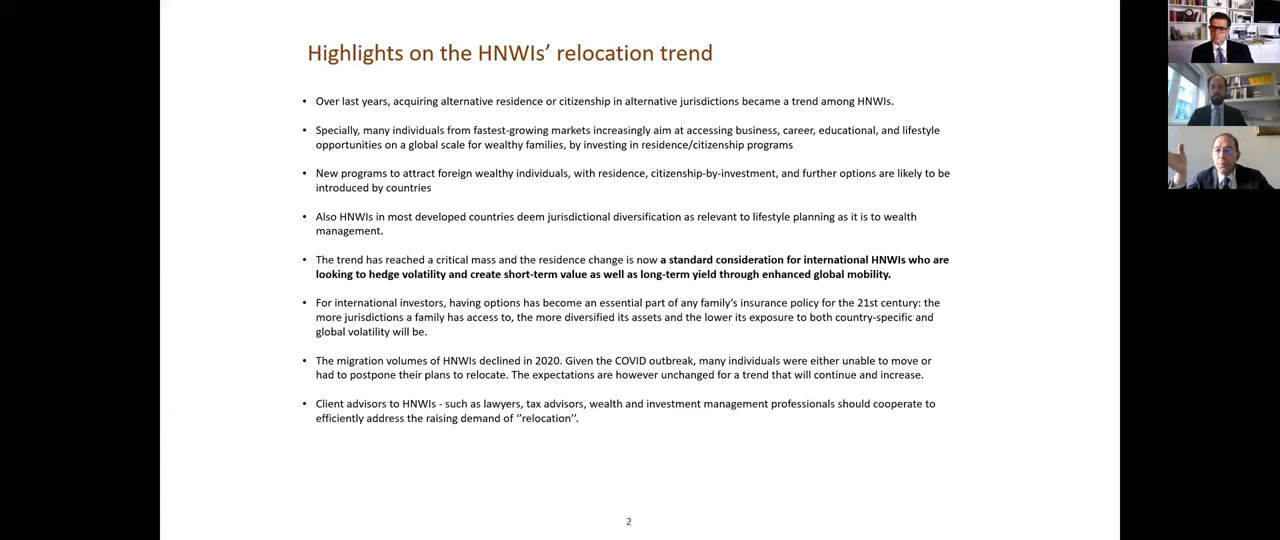 Highlights on the HNWIs' relocation trend
• Over last years, acquiring alternative residence or citizenship in alternative jurisdictions became a trend among HNWIs.
• Specially, many individuals from fastest-growing markets increasingly aim at accessing business, career, educational, and lifestyle
opportunities on a global scale for wealthy families, by investing in residence/citizenship programs
• New programs to attract foreign wealthy individuals, with residence, citizenship-by-investment, and further options are likely to be
introduced by countries
• Also HNWIs in most developed countries deem jurisdictional diversification as relevant to lifestyle planning as it is to wealth
management.
• The trend has reached a critical mass and the residence change is now a standard consideration for international HNWIs who are
looking to hedge volatility and create short-term value as well as long-term yield through enhanced global mobility.
• For international investors, having options has become an essential part of any family's insurance policy for the 21st century: the
more jurisdictions a family has access to, the more diversified its assets and the lower its exposure to both country-specific and
global volatility will be.
• The migration volumes of HNWIs declined in 2020. Given the COVID outbreak, many individuals were either unable to move or
had to postpone their plans to relocate. The expectations are however unchanged for a trend that will continue and increase.
• Client advisors to HNWIs - such as lawyers, tax advisors, wealth and investment management professionals should cooperate to
efficiently address the raising demand of ''relocation''.
2